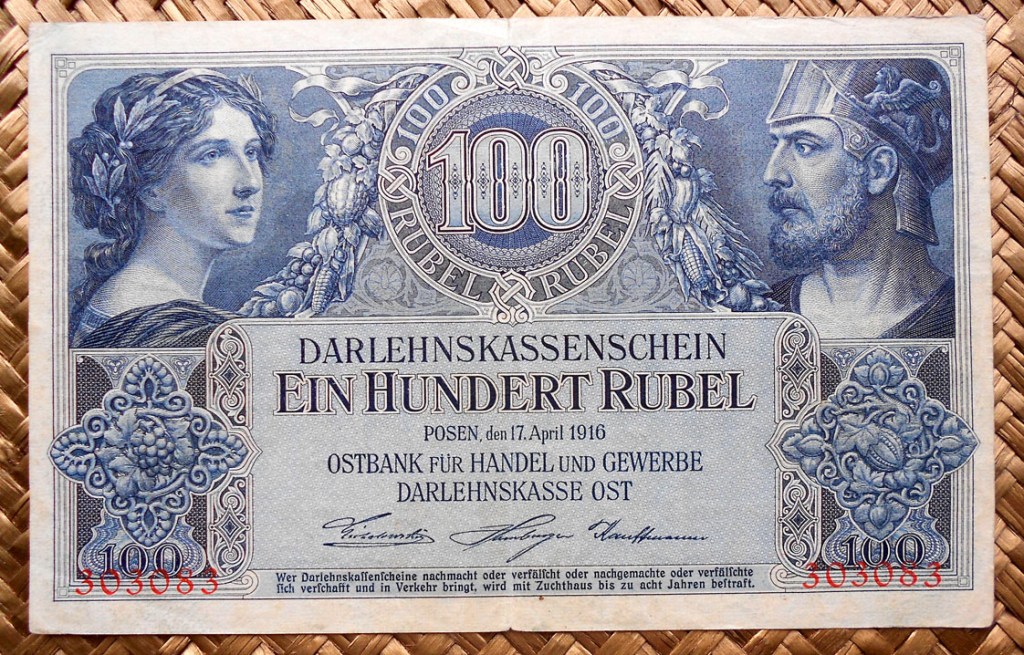 100 100
100
RUBEL RUBEL
DARLEHNSKASSENSCHEIN
EIN HUNDERT RUBEL
POSEN, den 17. April 1916
OSTBANK FÜR HANDEL UND GEWERBE
DARLEHNSKASSE OST
100 100
303083 303083
Wer Darlehnskaſſenſcheine nachmacht oder verfälſcht oder nachgemachte oder verfälſchte
ſich verſchafft und in Verkehr bringt, wird mit Zuchthaus bis zu acht Jahren beſtraft.